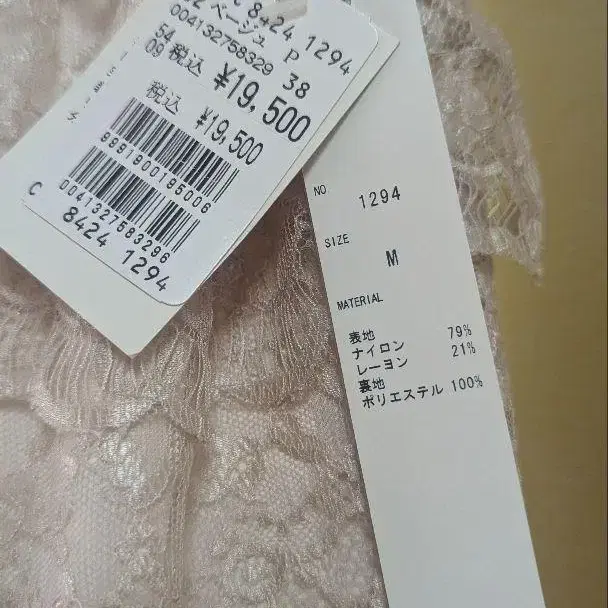 8424 1294
ベージュ P
004132758329 38
54
09 税込 ¥19,500
税込 ¥19,500
9991900195006
0041327583296
C 8424 1294
NO 1294
SIZE M
MATERIAL
表地
ナイロン 79%
レーヨン 21%
裏地
ポリエステル 100%